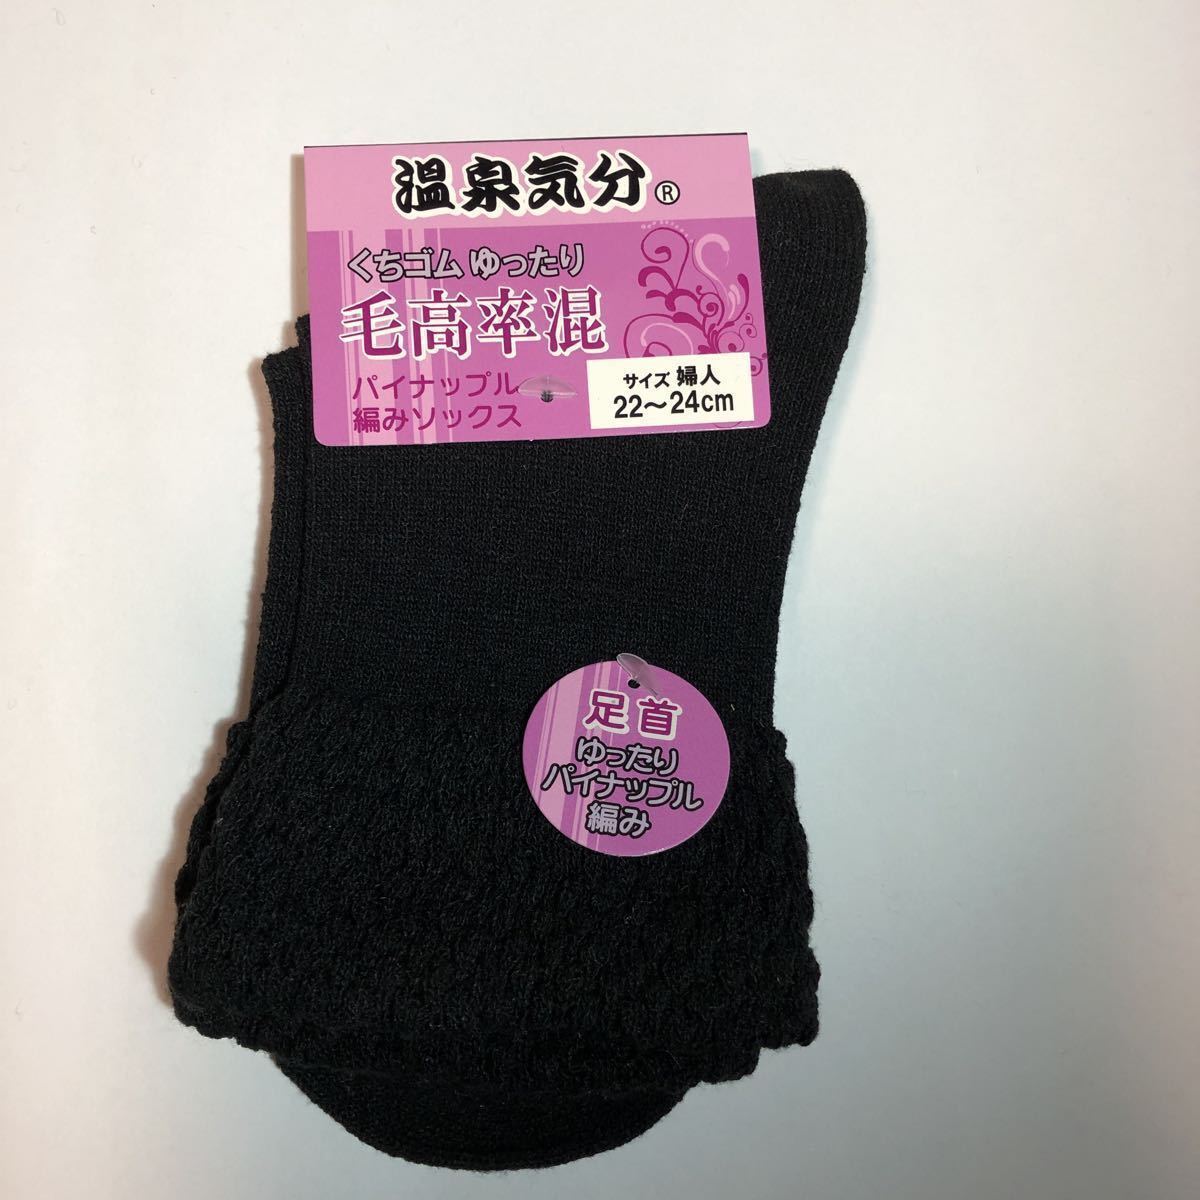 温泉気分®
くちゴム ゆったり
毛高率混
パイナップル
編みソックス
サイズ 婦人
22〜24cm
足首
ゆったり
パイナップル
編み